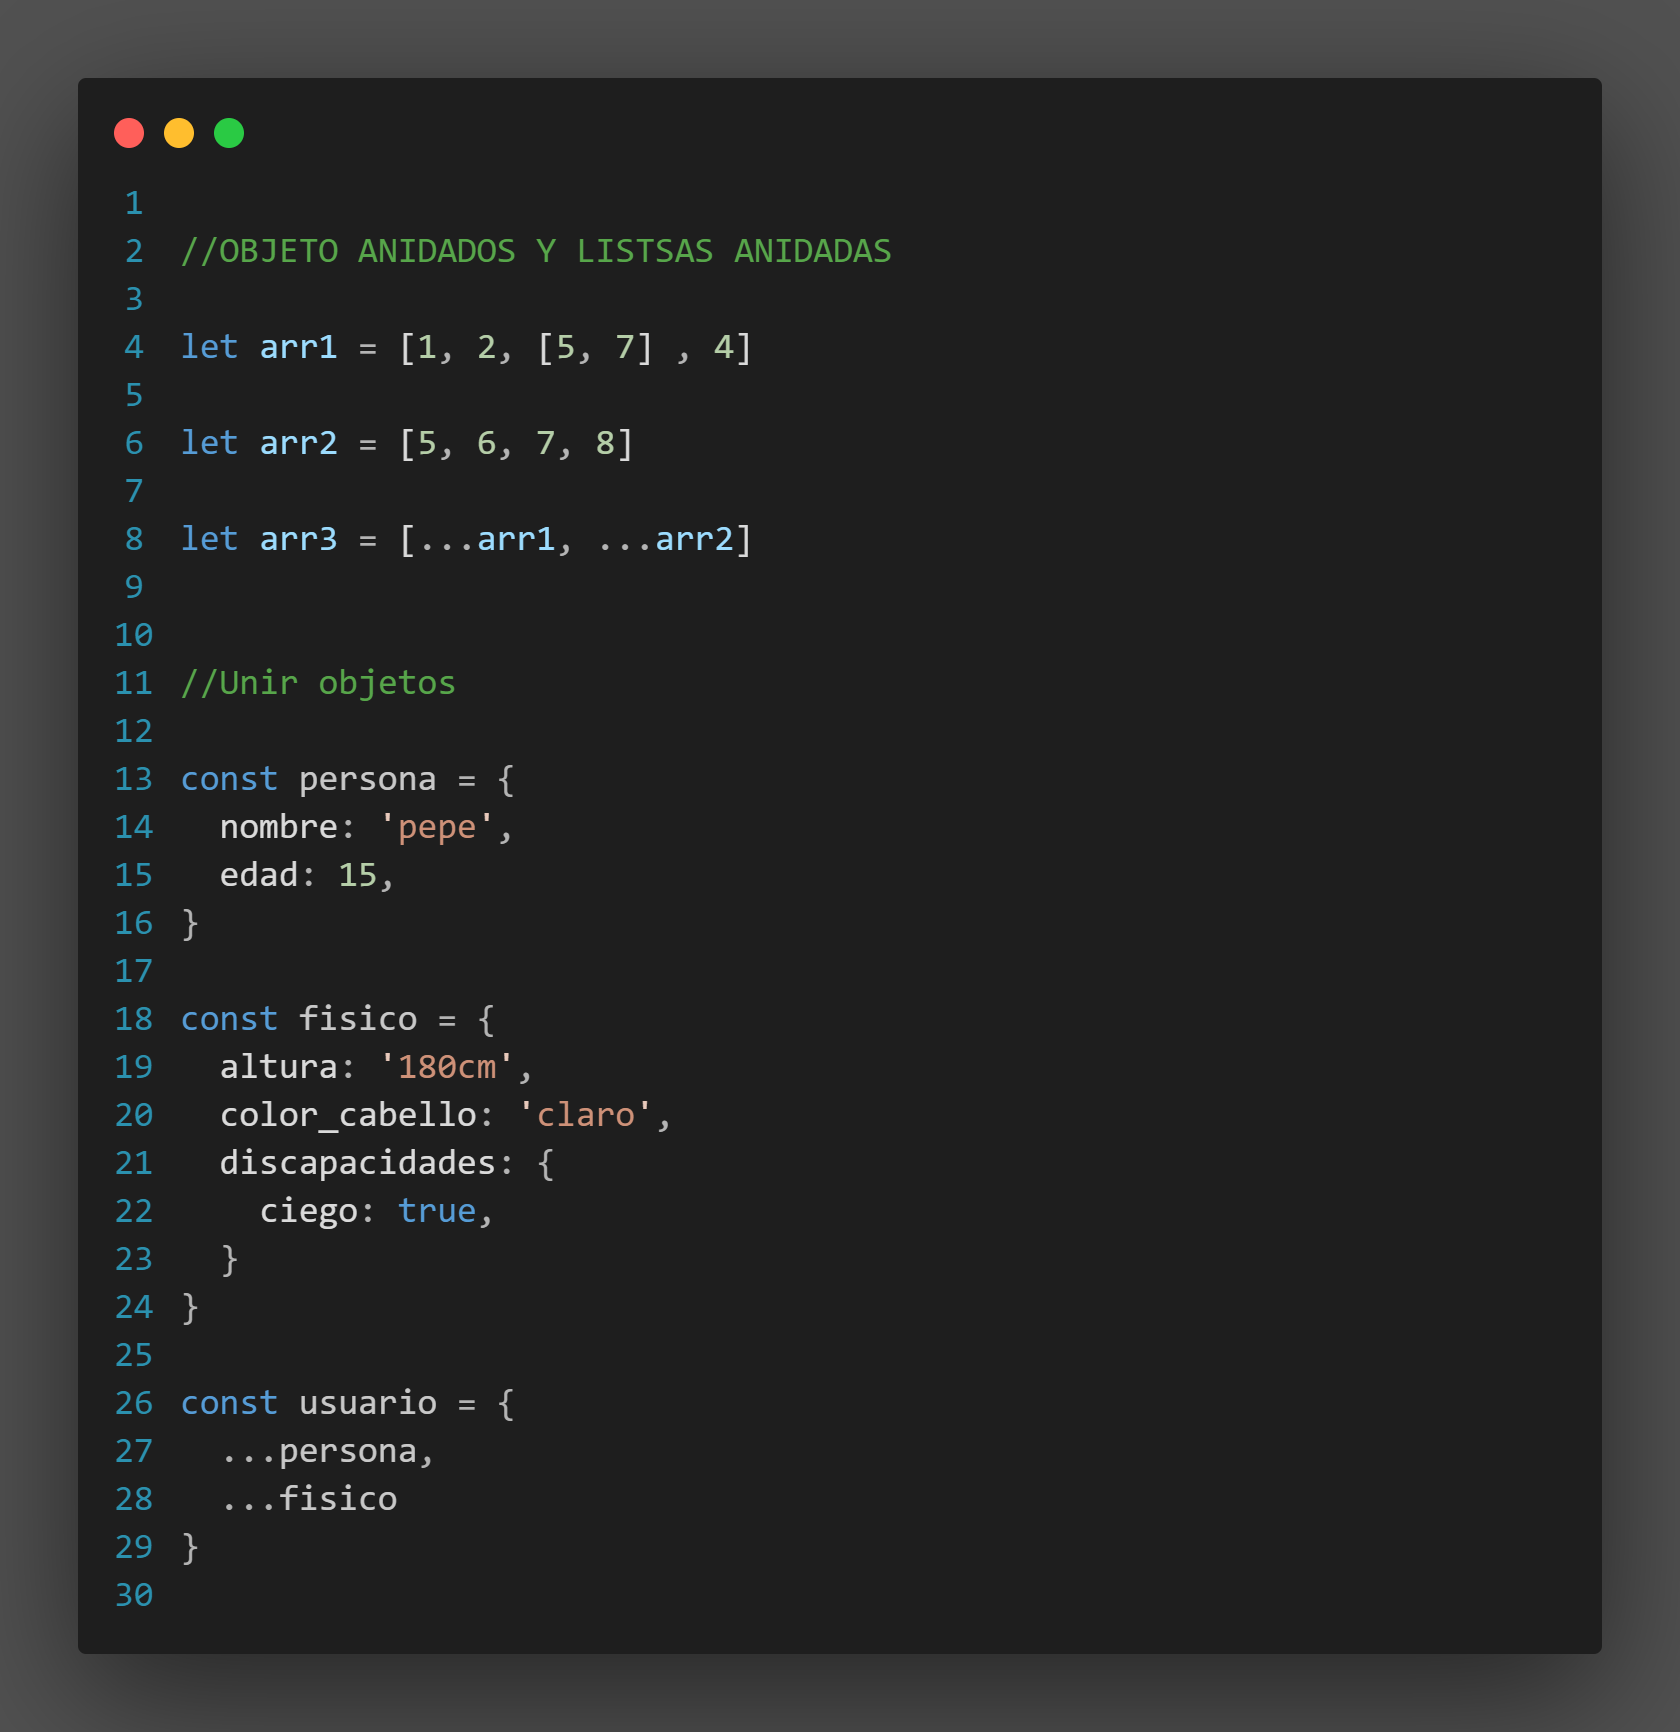 1
2 //OBJETO ANIDADOS Y LISTSAS ANIDADAS
3
4 let arr1 = [1, 2, [5, 7] , 4]
5
6 let arr2 = [5, 6, 7, 8]
7
8 let arr3 = [...arr1, ...arr2]
9
10
11 //Unir objetos
12
13 const persona = {
14   nombre: 'pepe',
15   edad: 15,
16 }
17
18 const fisico = {
19   altura: '180cm',
20   color_cabello: 'claro',
21   discapacidades: {
22     ciego: true,
23   }
24 }
25
26 const usuario = {
27   ...persona,
28   ...fisico
29 }
30